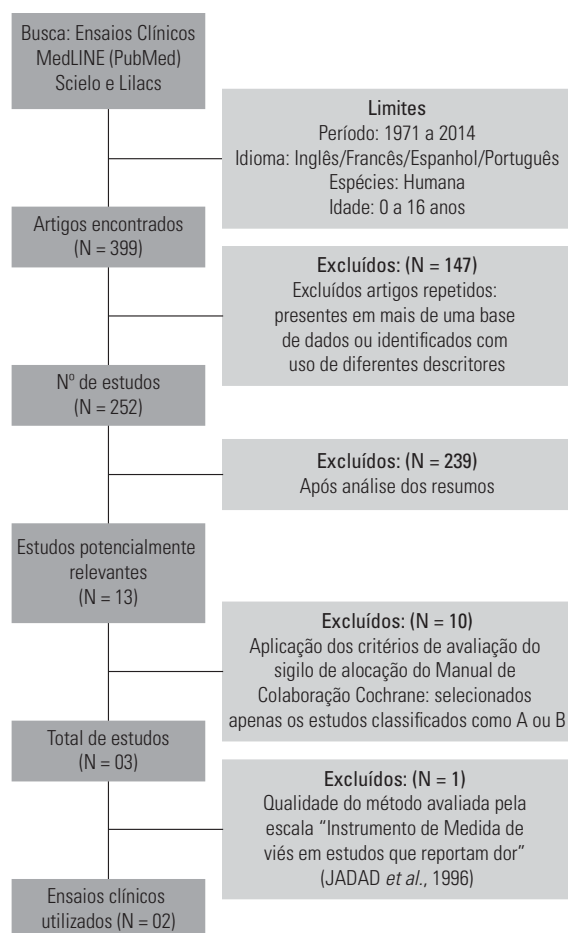 Busca: Ensaios Clínicos
MedLINE (PubMed)
Scielo e Lilacs
Limites
Período: 1971 a 2014
Idioma: Inglês/Francês/Espanhol/Português
Espécies: Humana
Idade: 0 a 16 anos
Artigos encontrados
(N = 399)
Excluídos: (N = 147)
Excluídos artigos repetidos:
presentes em mais de uma base
de dados ou identificados com
uso de diferentes descritores
Nº de estudos
(N = 252)
Excluídos: (N = 239)
Após análise dos resumos
Estudos potencialmente
relevantes
(N = 13)
Excluídos: (N = 10)
Aplicação dos critérios de avaliação do
sigilo de alocação do Manual de
Colaboração Cochrane: selecionados
apenas os estudos classificados como A ou B
Total de estudos
(N = 03)
Excluídos: (N = 1)
Qualidade do método avaliada pela
escala “Instrumento de Medida de
viés em estudos que reportam dor”
(JADAD et al., 1996)
Ensaios clínicos
utilizados (N = 02)